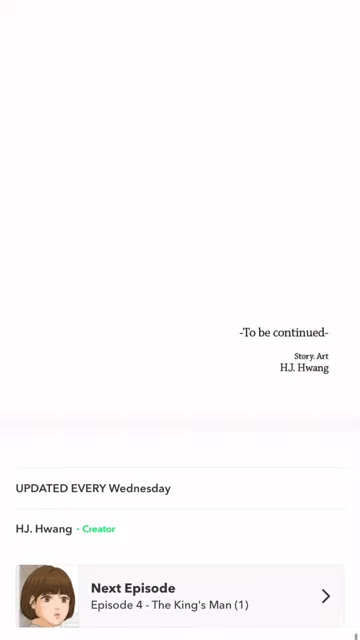 -To be continued-
Story. Art
H.J. Hwang
UPDATED EVERY Wednesday
HJ. Hwang · Creator
Next Episode
Episode 4 - The King's Man (1)